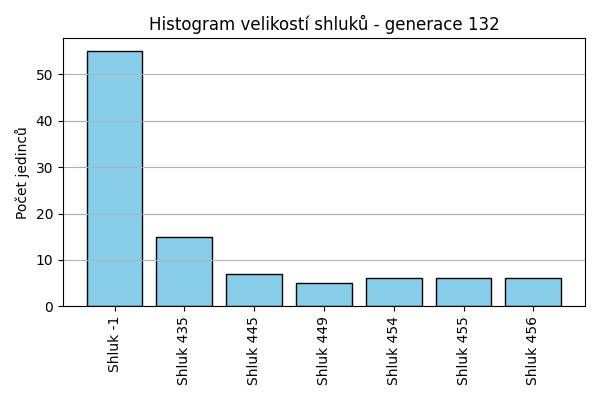 Histogram velikostí shluků - generace 132
Počet jedinců
50
40
30
20
10
0
Shluk -1
Shluk 435
Shluk 445
Shluk 449
Shluk 454
Shluk 455
Shluk 456